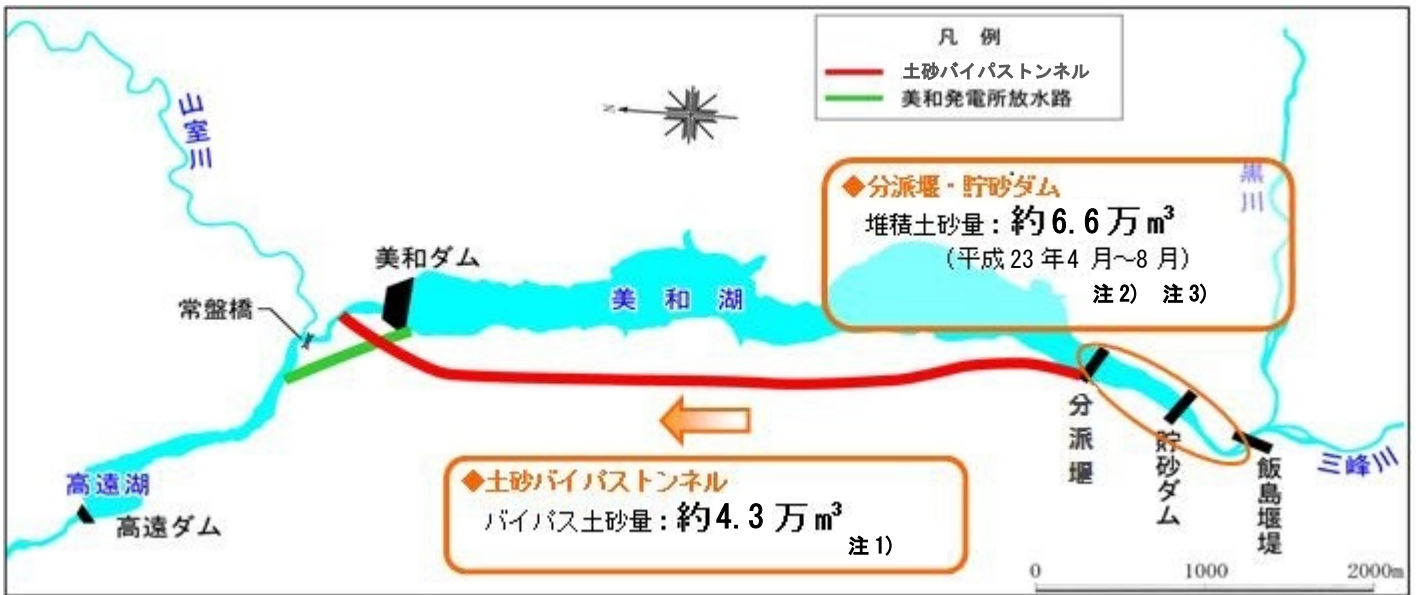 凡 例
土砂バイパストンネル
美和発電所放水路
山室川
N
◆分派堰・貯砂ダム
堆積土砂量：約6.6万m³
（平成23年4月～8月）
注2) 注3)
黒川
美和ダム
常盤橋
美和湖
分派堰
貯砂ダム
飯島堰堤
三峰川
◆土砂バイパストンネル
バイパス土砂量：約4.3万m³
注1)
高遠湖
高遠ダム
0 1000 2000m